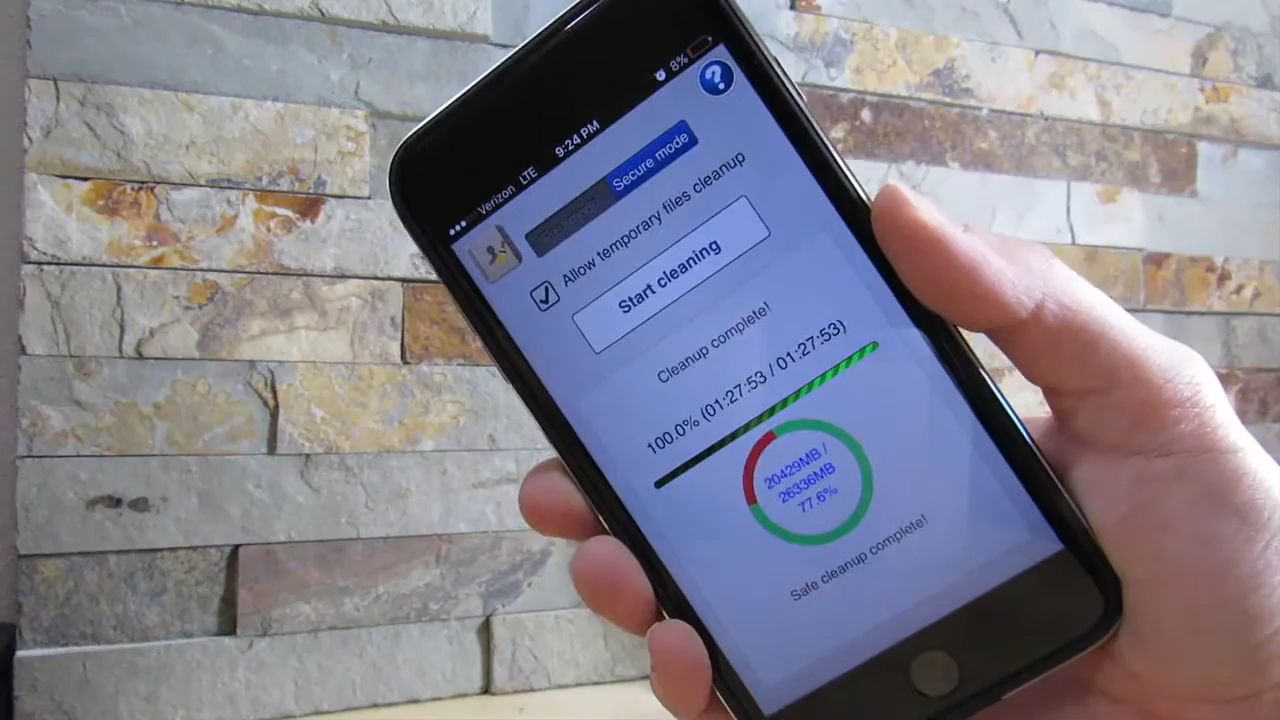 Verizon LTE 9:24 PM 8%
?
Secure mode
Allow temporary files cleanup
Start cleaning
Cleanup complete!
100.0% (01:27:53 / 01:27:53)
20429MB /
26336MB
77.6%
Safe cleanup complete!